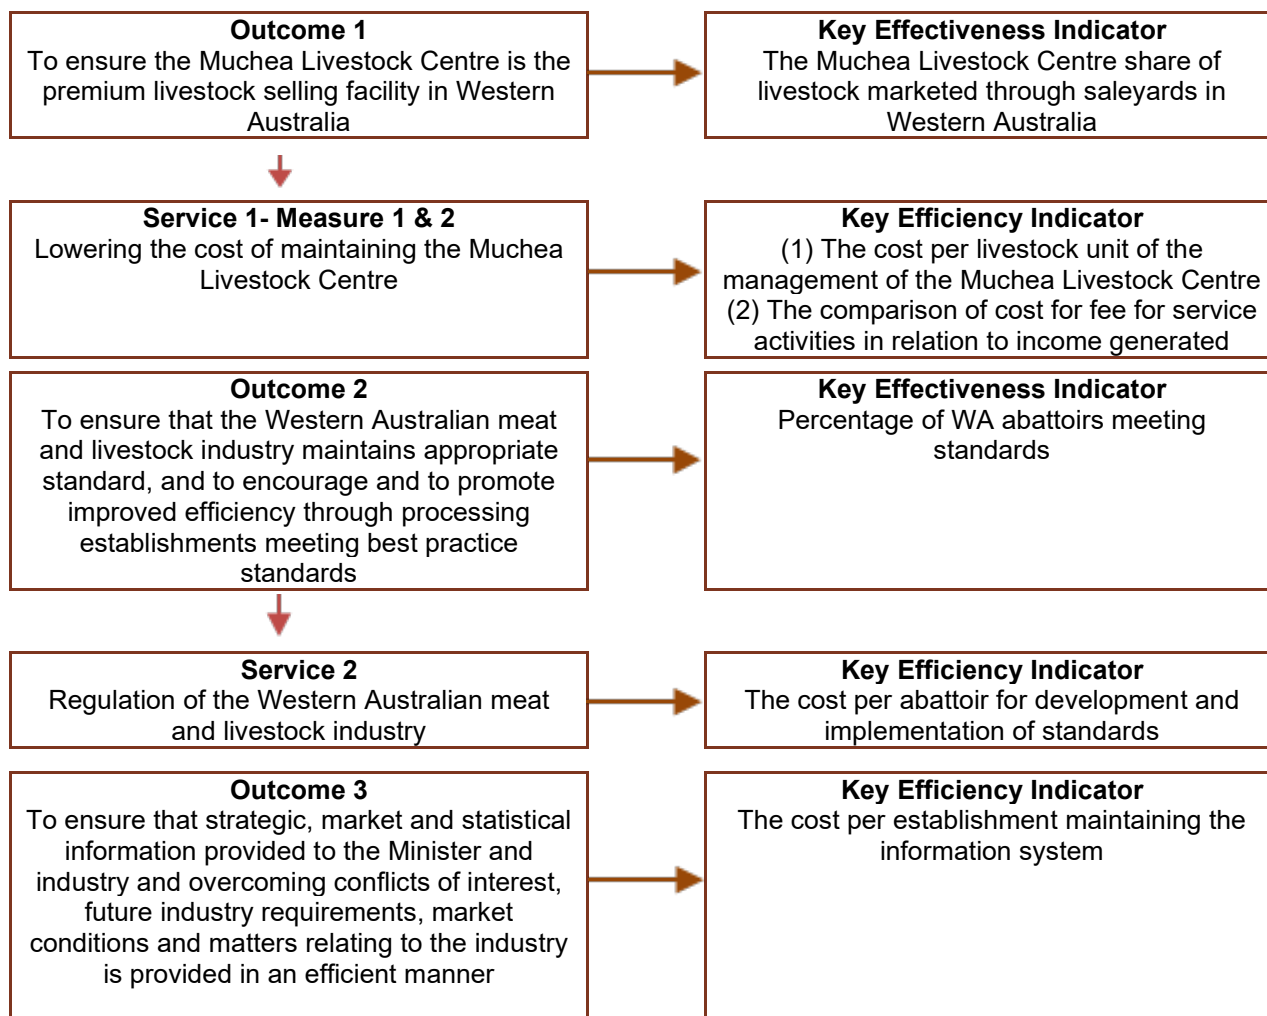 Outcome 1
To ensure the Muchea Livestock Centre is the
premium livestock selling facility in Western
Australia
Key Effectiveness Indicator
The Muchea Livestock Centre share of
livestock marketed through saleyards in
Western Australia
Service 1- Measure 1 & 2
Lowering the cost of maintaining the Muchea
Livestock Centre
Key Efficiency Indicator
(1) The cost per livestock unit of the
management of the Muchea Livestock Centre
(2) The comparison of cost for fee for service
activities in relation to income generated
Outcome 2
To ensure that the Western Australian meat
and livestock industry maintains appropriate
standard, and to encourage and to promote
improved efficiency through processing
establishments meeting best practice
standards
Key Effectiveness Indicator
Percentage of WA abattoirs meeting
standards
Service 2
Regulation of the Western Australian meat
and livestock industry
Key Efficiency Indicator
The cost per abattoir for development and
implementation of standards
Outcome 3
To ensure that strategic, market and statistical
information provided to the Minister and
industry and overcoming conflicts of interest,
future industry requirements, market
conditions and matters relating to the industry
is provided in an efficient manner
Key Efficiency Indicator
The cost per establishment maintaining the
information system